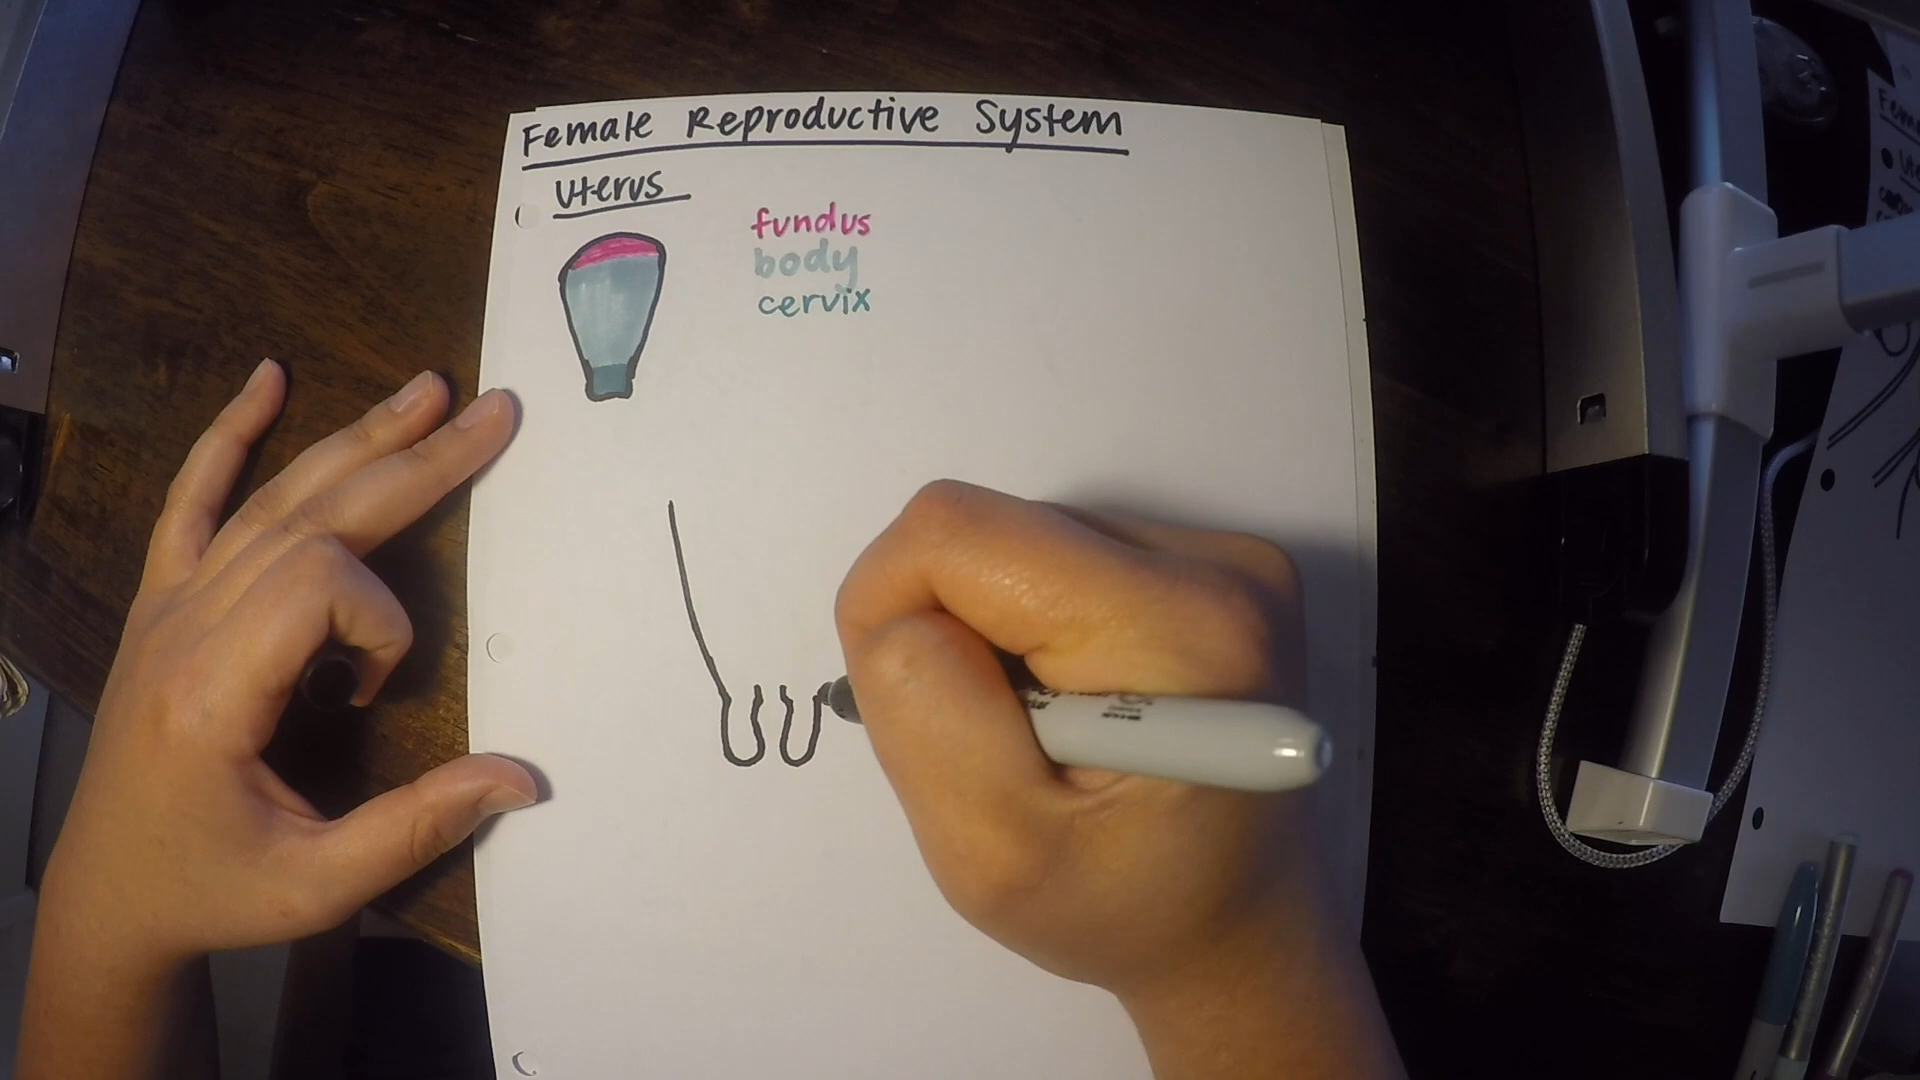 Female Reproductive System
Uterus
fundus
body
cervix